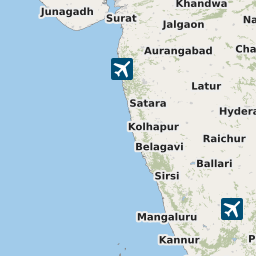 Khandwa
Junagadh
Surat
Jalgaon
Aurangabad
Latur
Satara
Kolhapur
Raichur
Belagavi
Ballari
Sirsi
Mangaluru
Kannur